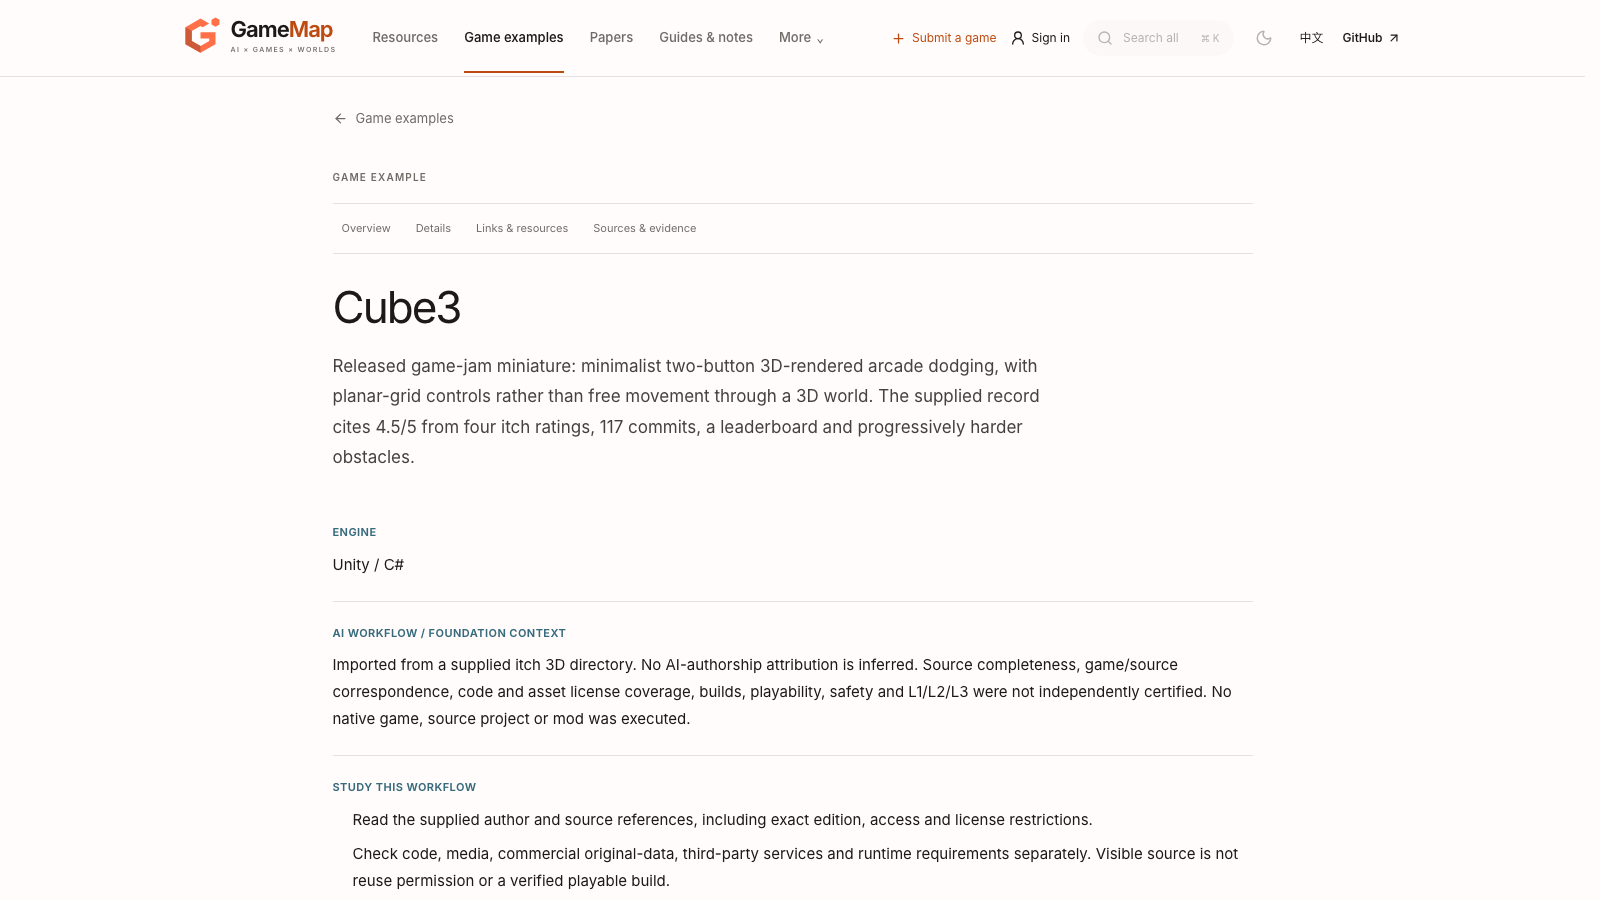 GameMap
AI × GAMES × WORLDS
Resources
Game examples
Papers
Guides & notes
More
Submit a game
Sign in
Search all
⌘ K
中文
GitHub
Game examples
GAME EXAMPLE
Overview
Details
Links & resources
Sources & evidence
Cube3
Released game-jam miniature: minimalist two-button 3D-rendered arcade dodging, with
planar-grid controls rather than free movement through a 3D world. The supplied record
cites 4.5/5 from four itch ratings, 117 commits, a leaderboard and progressively harder
obstacles.
ENGINE
Unity / C#
AI WORKFLOW / FOUNDATION CONTEXT
Imported from a supplied itch 3D directory. No AI-authorship attribution is inferred. Source completeness, game/source
correspondence, code and asset license coverage, builds, playability, safety and L1/L2/L3 were not independently certified. No
native game, source project or mod was executed.
STUDY THIS WORKFLOW
Read the supplied author and source references, including exact edition, access and license restrictions.
Check code, media, commercial original-data, third-party services and runtime requirements separately. Visible source is not
reuse permission or a verified playable build.